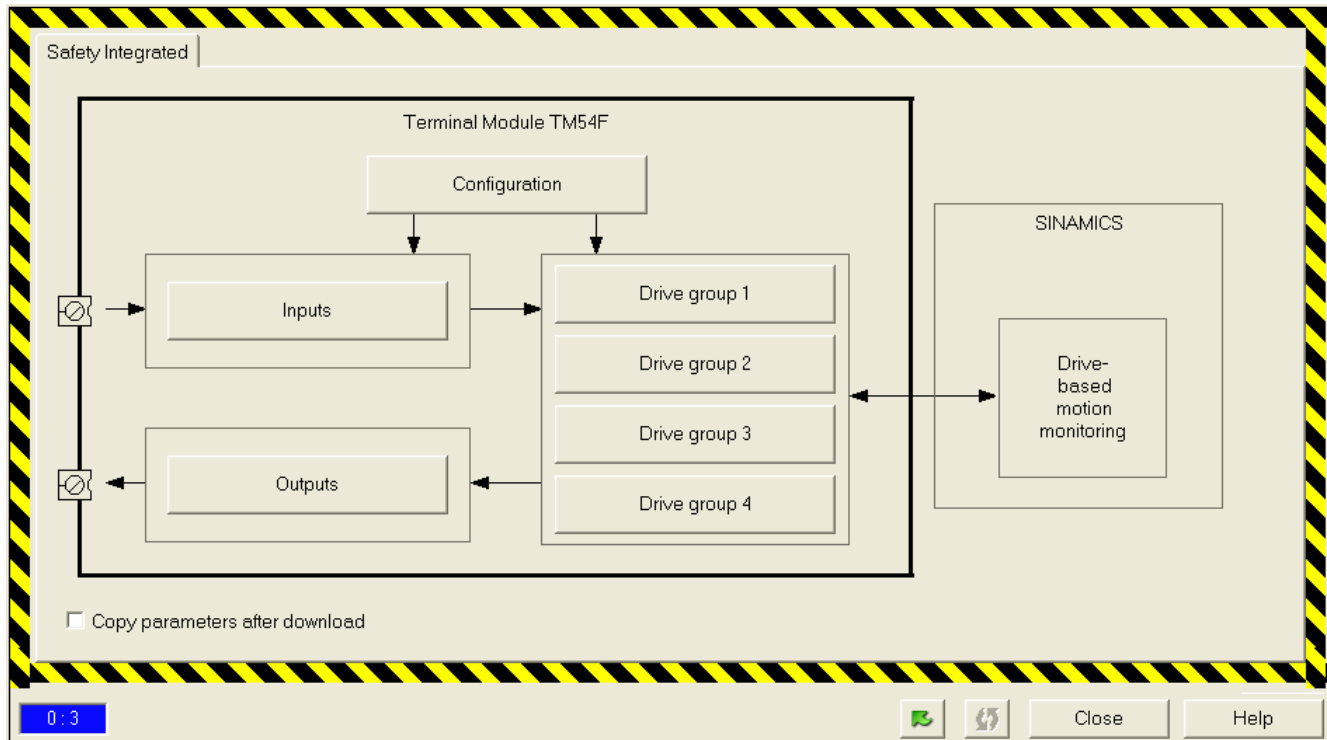 Safety Integrated
Terminal Module TM54F
Configuration
SINAMICS
Inputs
Drive group 1
Drive group 2
Drive group 3
Drive group 4
Drive-
based
motion
monitoring
Outputs
Copy parameters after download
0 : 3
Close
Help